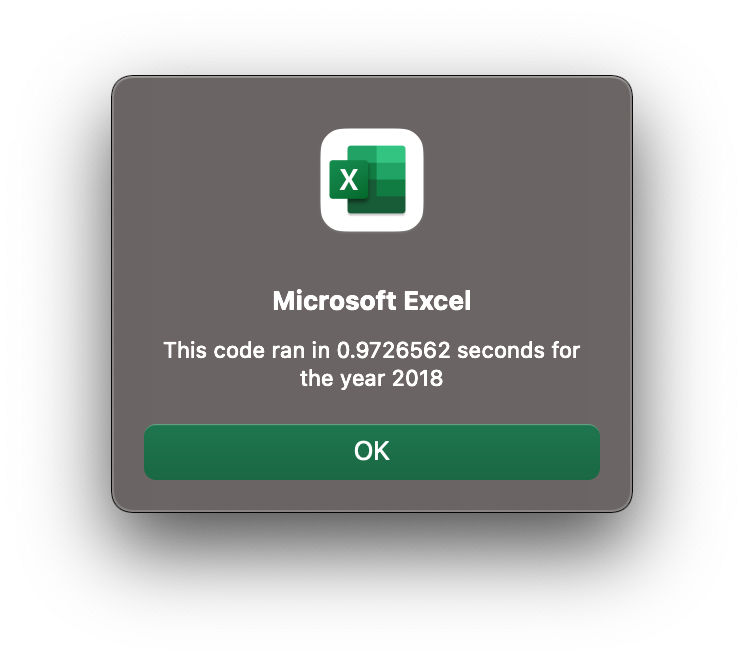 X
Microsoft Excel
This code ran in 0.9726562 seconds for
the year 2018
OK